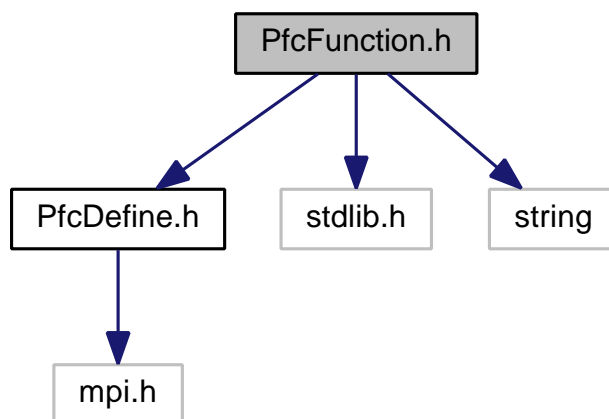 PfcFunction.h
PfcDefine.h
stdlib.h
string
mpi.h